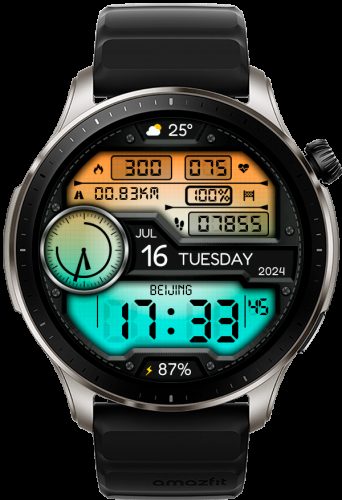 25°
300 075
00.83KM 100%
07855
JUL
16 TUESDAY
2024
BEIJING
17:33 45
87%
amazfit